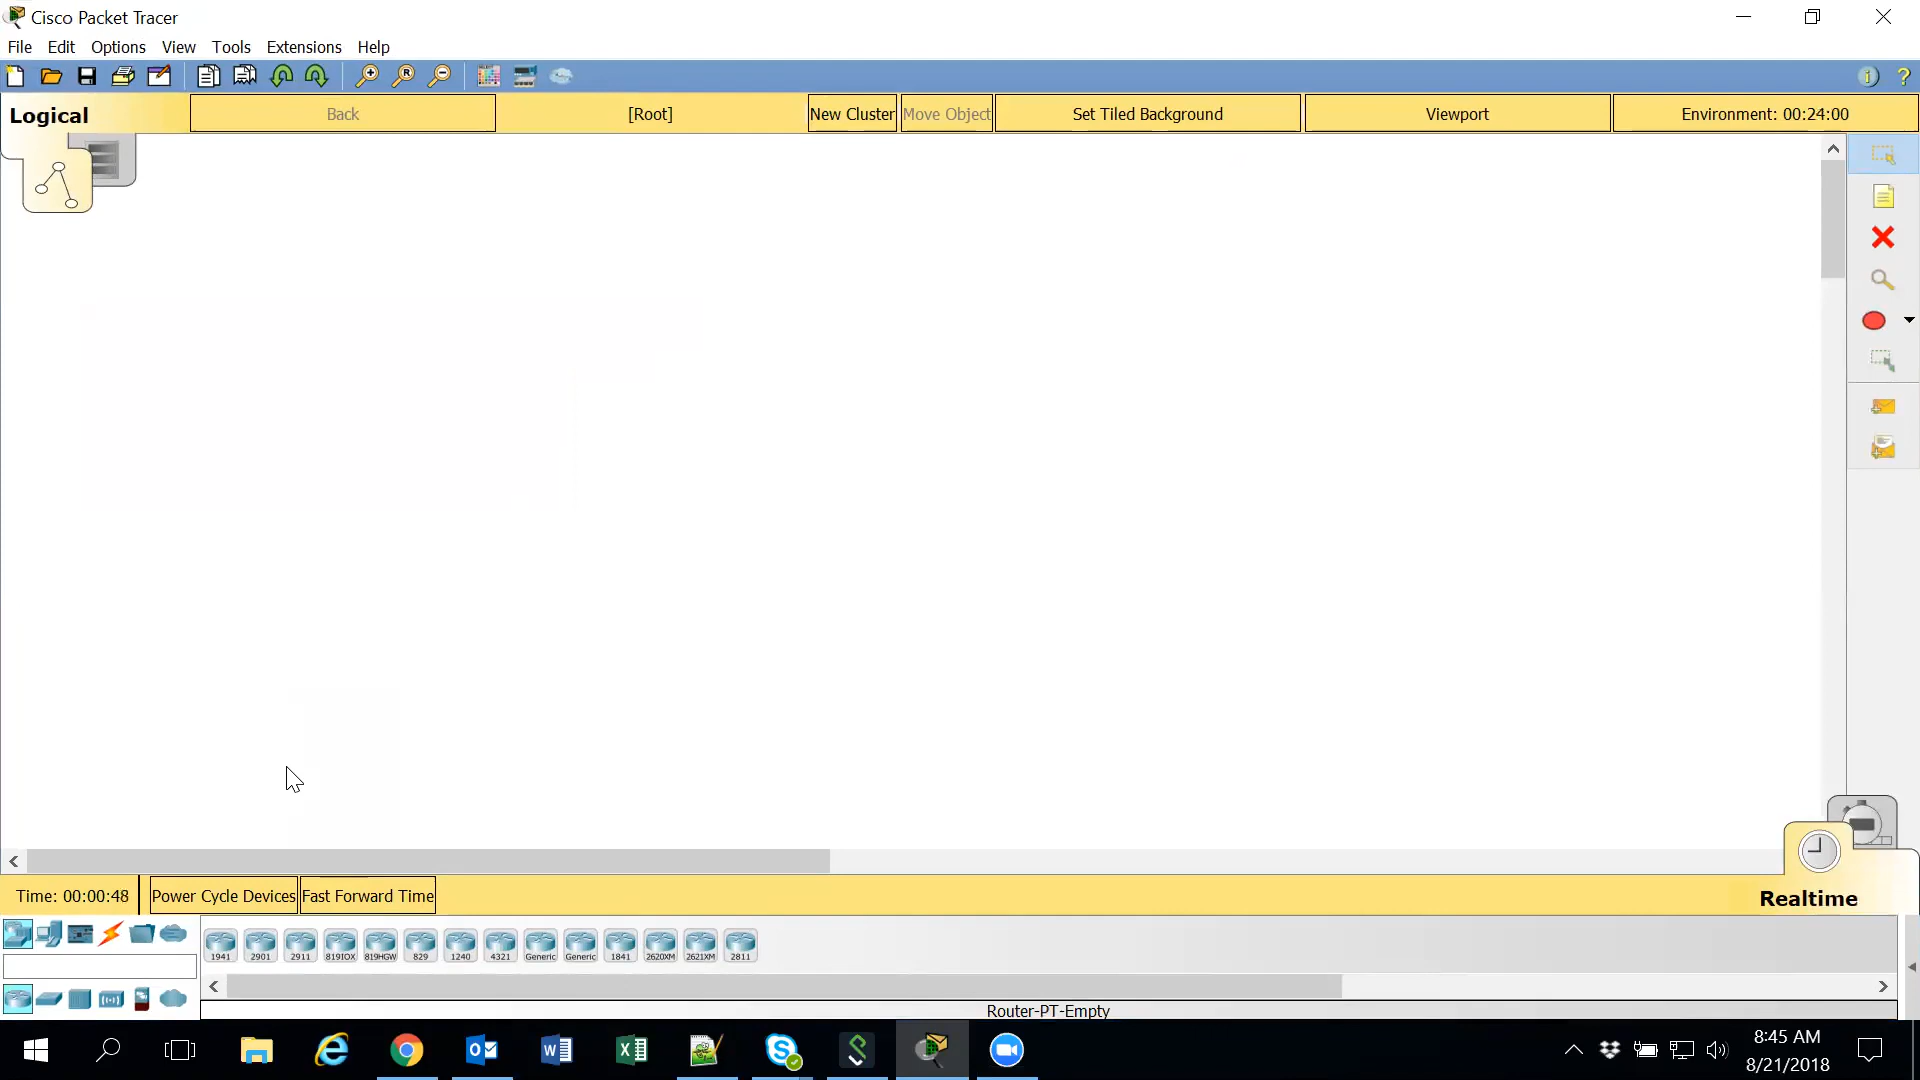 Cisco Packet Tracer
File Edit Options View Tools Extensions Help
Logical Back [Root] New Cluster Move Object Set Tiled Background Viewport Environment: 00:24:00
Time: 00:00:48 Power Cycle Devices Fast Forward Time Realtime
1941 2901 2911 819IOX 819HGW 829 1240 4321 Generic Generic 1841 2620XM 2621XM 2811
Router-PT-Empty
8:45 AM
8/21/2018